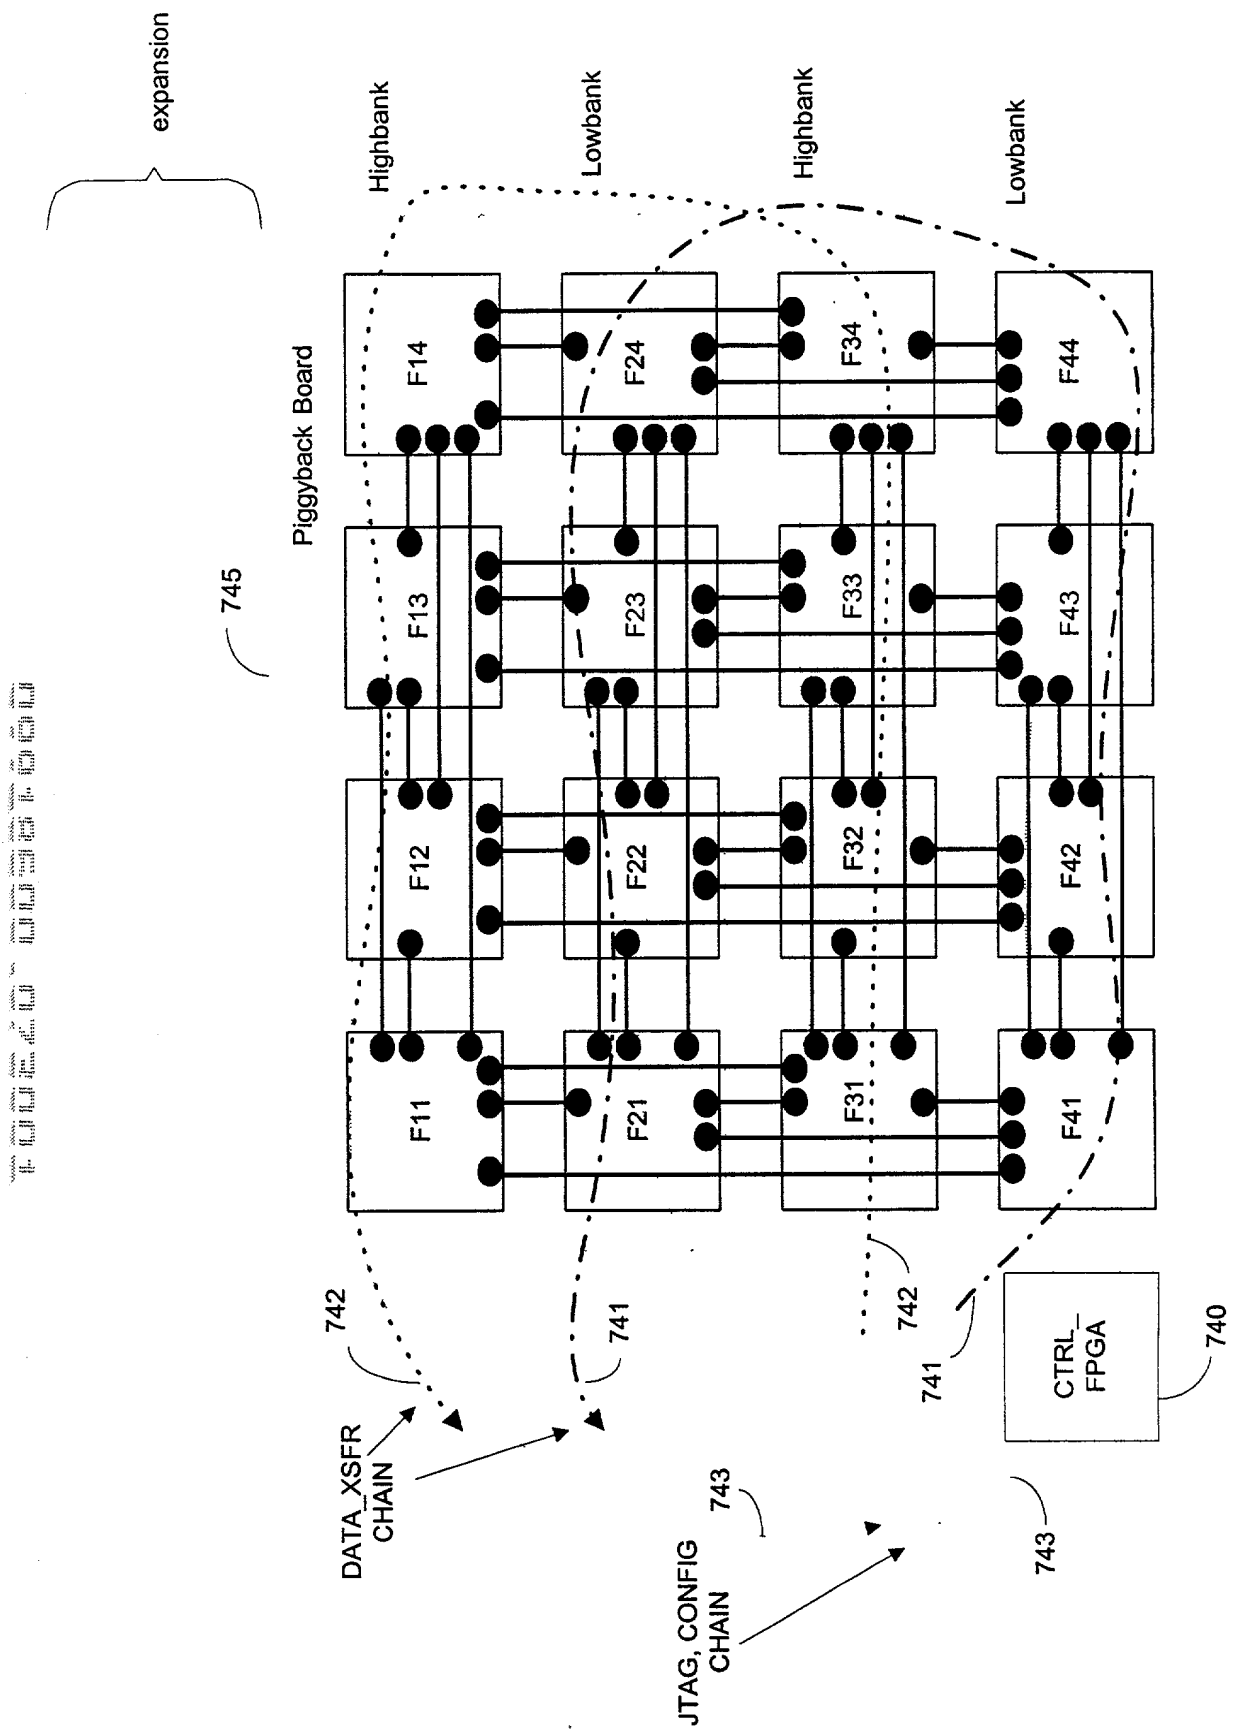 expansion
745
Piggyback Board
F11
F12
F13
F14
Highbank
F21
F22
F23
F24
Lowbank
F31
F32
F33
F34
Highbank
F41
F42
F43
F44
Lowbank
742
DATA_XSFR
CHAIN
741
742
741
743
JTAG, CONFIG
CHAIN
743
CTRL_
FPGA
740